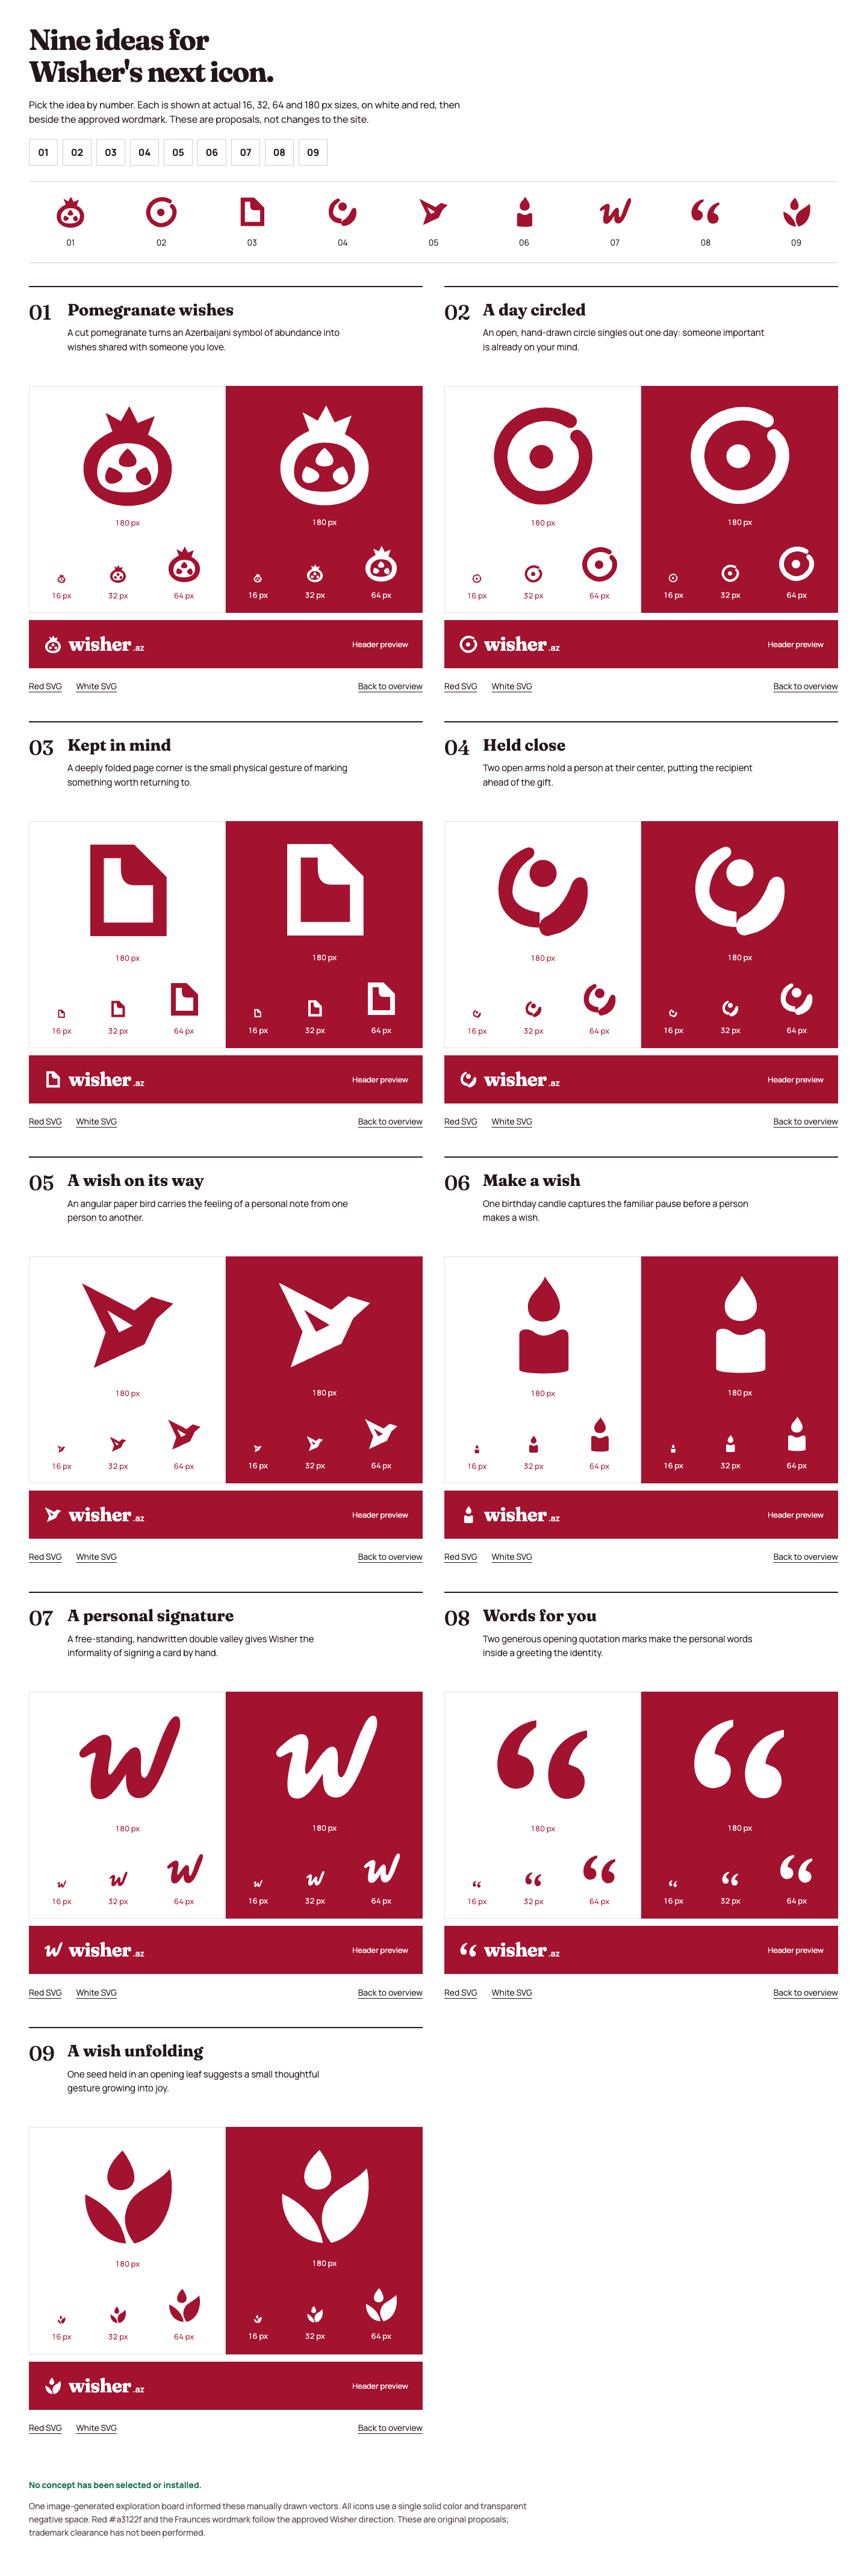 Nine ideas for
Wisher's next icon.
Pick the idea by number. Each is shown at actual 16, 32, 64 and 180 px sizes, on white and red, then
beside the approved wordmark. These are proposals, not changes to the site.
01 02 03 04 05 06 07 08 09
01 02 03 04 05 06 07 08 09
01 Pomegranate wishes
A cut pomegranate turns an Azerbaijani symbol of abundance into
wishes shared with someone you love.
180 px 180 px
16 px 32 px 64 px 16 px 32 px 64 px
wisher.az Header preview
Red SVG White SVG Back to overview
02 A day circled
An open, hand-drawn circle singles out one day: someone important
is already on your mind.
180 px 180 px
16 px 32 px 64 px 16 px 32 px 64 px
wisher.az Header preview
Red SVG White SVG Back to overview
03 Kept in mind
A deeply folded page corner is the small physical gesture of marking
something worth returning to.
180 px 180 px
16 px 32 px 64 px 16 px 32 px 64 px
wisher.az Header preview
Red SVG White SVG Back to overview
04 Held close
Two open arms hold a person at their center, putting the recipient
ahead of the gift.
180 px 180 px
16 px 32 px 64 px 16 px 32 px 64 px
wisher.az Header preview
Red SVG White SVG Back to overview
05 A wish on its way
An angular paper bird carries the feeling of a personal note from one
person to another.
180 px 180 px
16 px 32 px 64 px 16 px 32 px 64 px
wisher.az Header preview
Red SVG White SVG Back to overview
06 Make a wish
One birthday candle captures the familiar pause before a person
makes a wish.
180 px 180 px
16 px 32 px 64 px 16 px 32 px 64 px
wisher.az Header preview
Red SVG White SVG Back to overview
07 A personal signature
A free-standing, handwritten double valley gives Wisher the
informality of signing a card by hand.
180 px 180 px
16 px 32 px 64 px 16 px 32 px 64 px
wisher.az Header preview
Red SVG White SVG Back to overview
08 Words for you
Two generous opening quotation marks make the personal words
inside a greeting the identity.
180 px 180 px
16 px 32 px 64 px 16 px 32 px 64 px
wisher.az Header preview
Red SVG White SVG Back to overview
09 A wish unfolding
One seed held in an opening leaf suggests a small thoughtful
gesture growing into joy.
180 px 180 px
16 px 32 px 64 px 16 px 32 px 64 px
wisher.az Header preview
Red SVG White SVG Back to overview
No concept has been selected or installed.
One image-generated exploration board informed these manually drawn vectors. All icons use a single solid color and transparent
negative space. Red #a3122f and the Fraunces wordmark follow the approved Wisher direction. These are original proposals;
trademark clearance has not been performed.